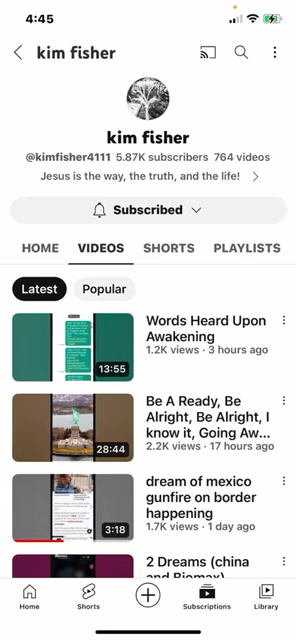 4:45
kim fisher
kim fisher
@kimfisher4111 5.87K subscribers 764 videos
Jesus is the way, the truth, and the life!
Subscribed
HOME VIDEOS SHORTS PLAYLISTS
Latest Popular
Words Heard Upon
Awakening
1.2K views · 3 hours ago
13:55
Be A Ready, Be
Alright, Be Alright, I
know it, Going Aw...
2.2K views · 17 hours ago
28:44
dream of mexico
gunfire on border
happening
1.7K views · 1 day ago
3:18
2 Dreams (china
and Biomax)
Home Shorts Subscriptions Library